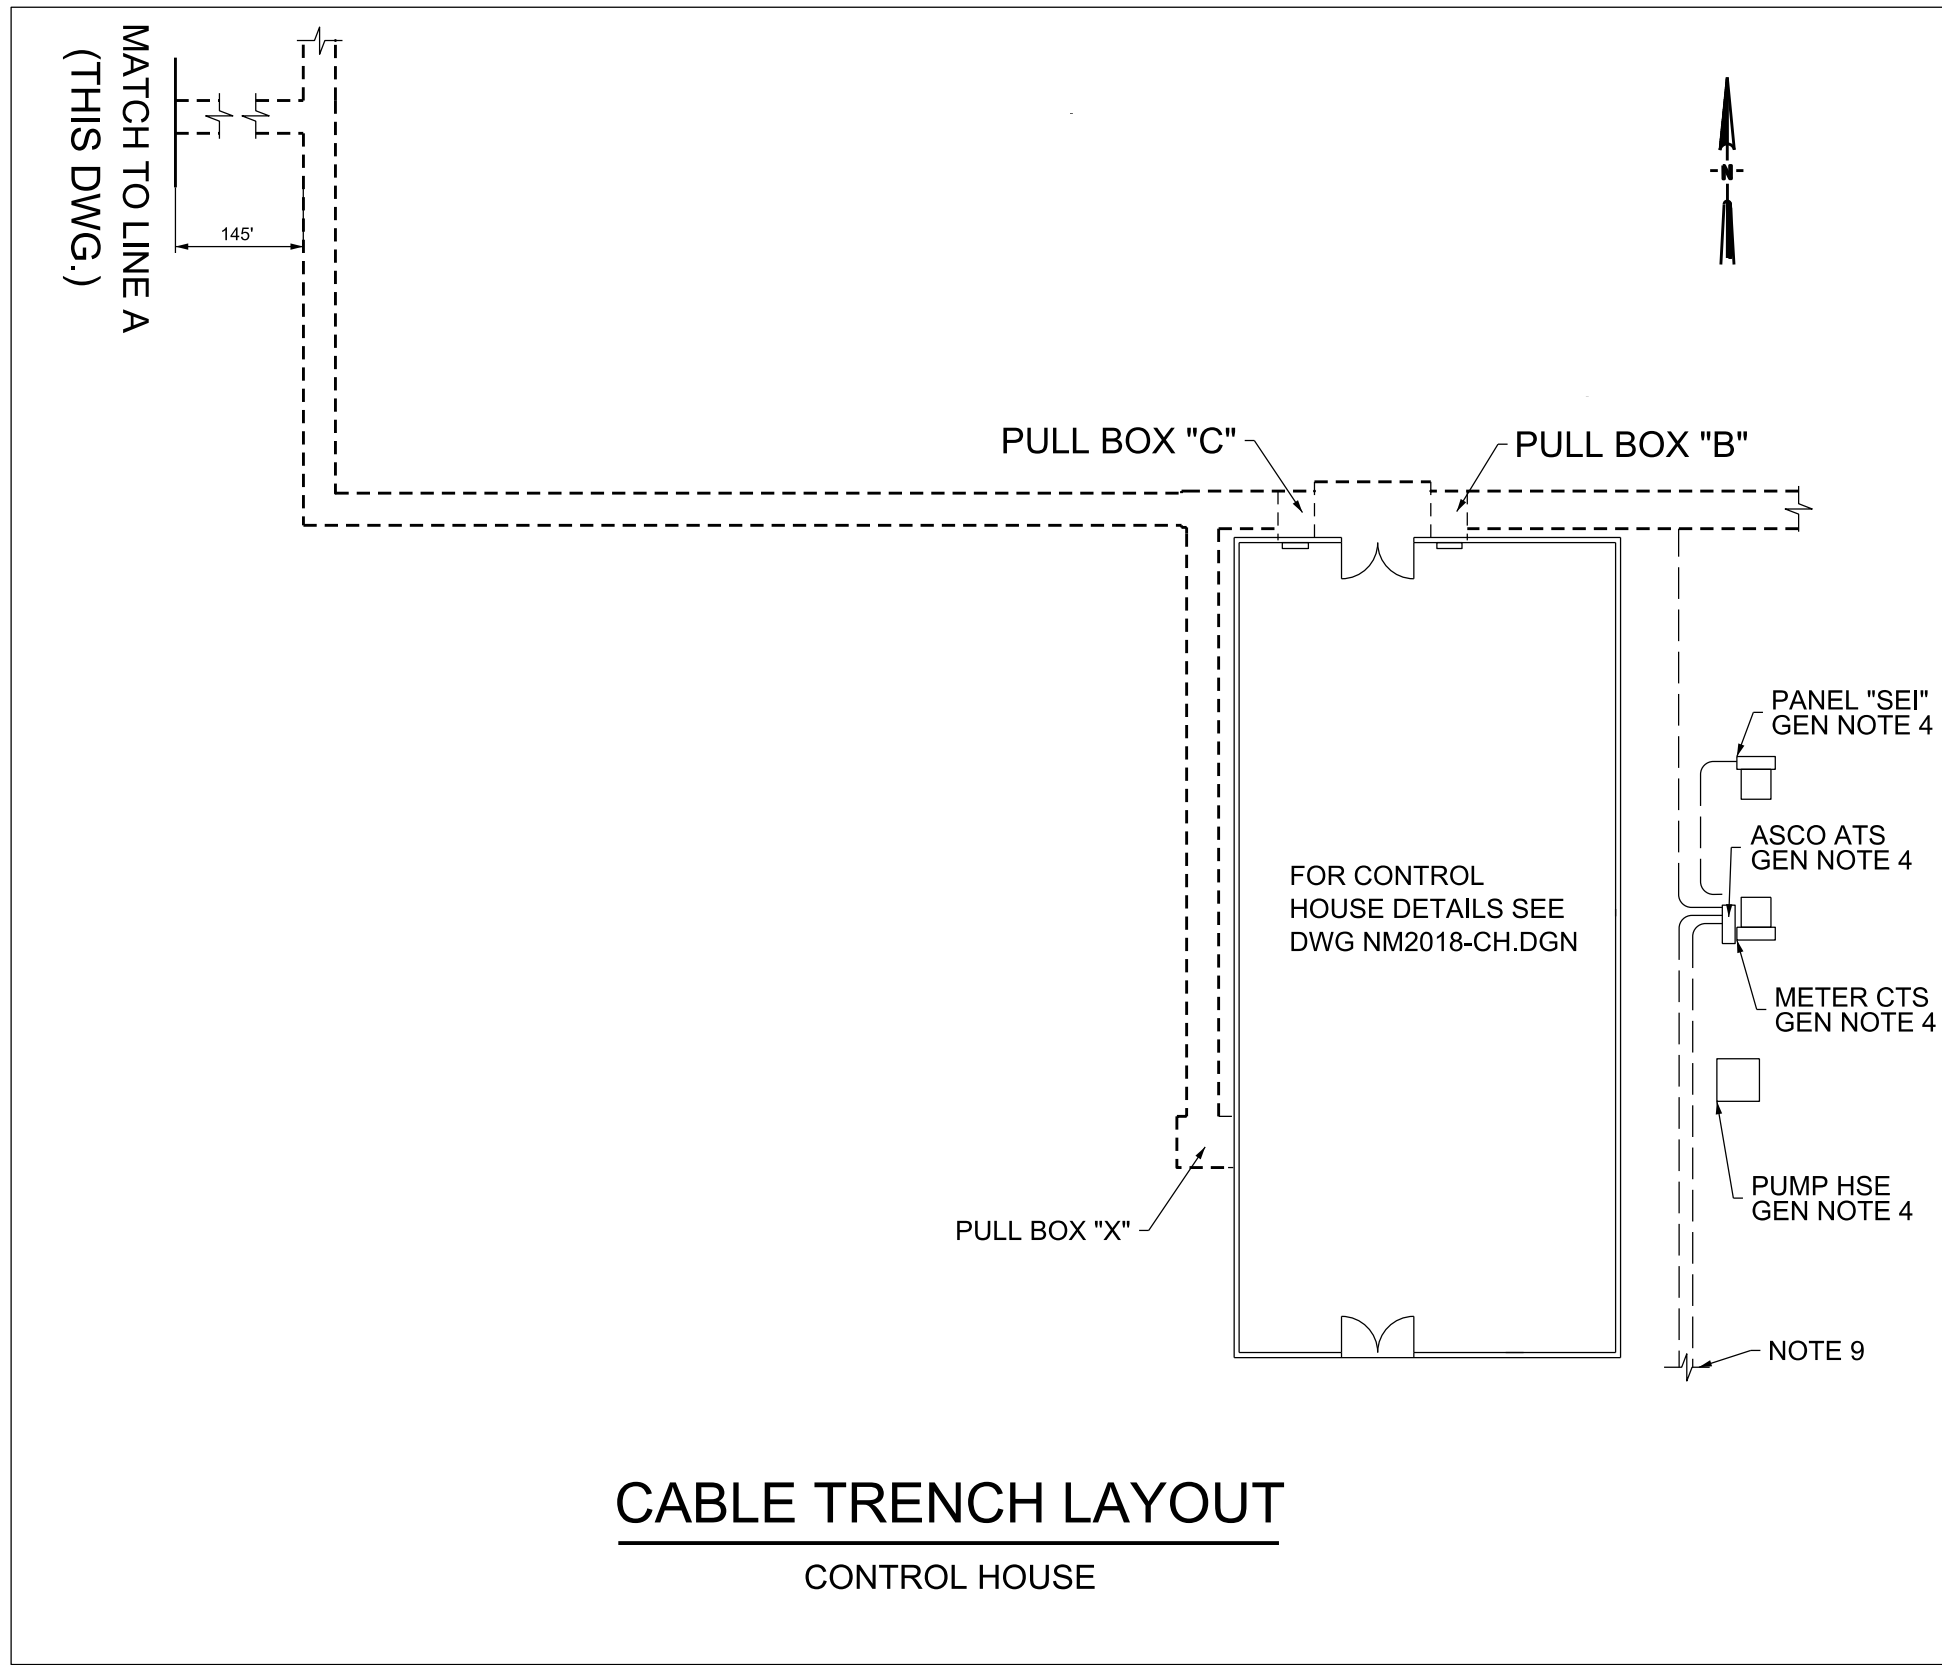 MATCH TO LINE A
(THIS DWG.)
145'
N
PULL BOX "C"
PULL BOX "B"
PANEL "SEI"
GEN NOTE 4
ASCO ATS
GEN NOTE 4
FOR CONTROL
HOUSE DETAILS SEE
DWG NM2018-CH.DGN
METER CTS
GEN NOTE 4
PUMP HSE
GEN NOTE 4
PULL BOX "X"
NOTE 9
CABLE TRENCH LAYOUT
CONTROL HOUSE